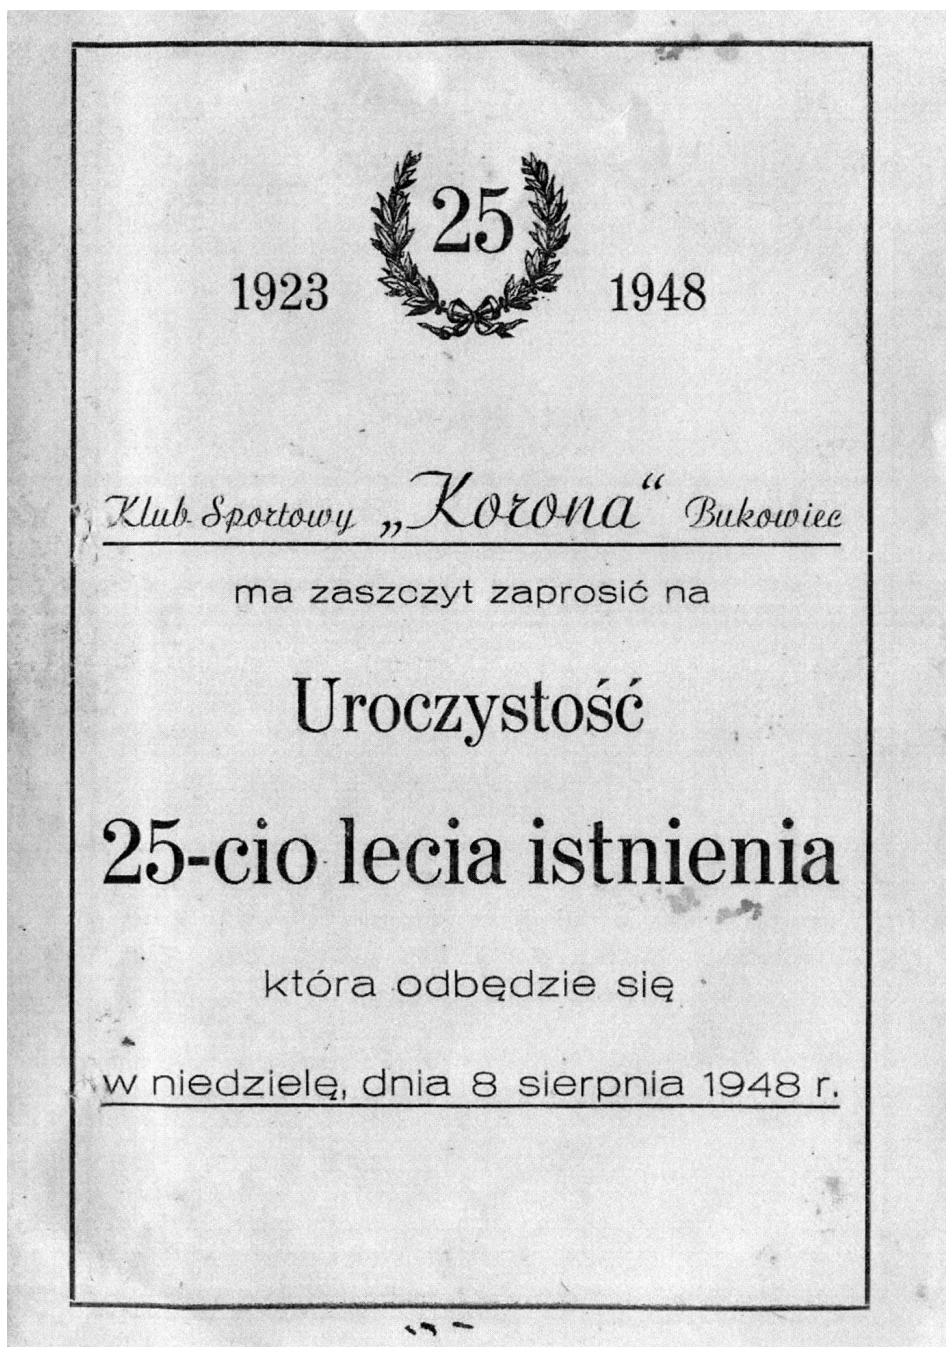 25
1923 1948
Klub Sportowy „Korona“ Bukowiec
ma zaszczyt zaprosić na
Uroczystość
25-cio lecia istnienia
która odbędzie się
w niedzielę, dnia 8 sierpnia 1948 r.